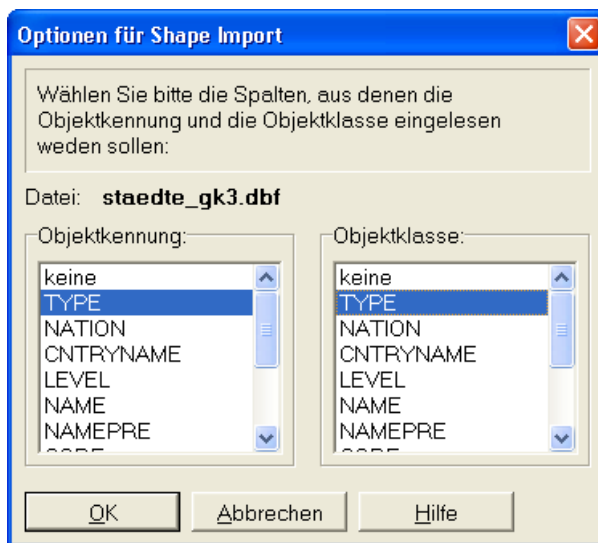 Optionen für Shape Import
Wählen Sie bitte die Spalten, aus denen die
Objektkennung und die Objektklasse eingelesen
weden sollen:
Datei: staedte_gk3.dbf
Objektkennung:
keine
TYPE
NATION
CNTRYNAME
LEVEL
NAME
NAMEPRE
Objektklasse:
keine
TYPE
NATION
CNTRYNAME
LEVEL
NAME
NAMEPRE
OK
Abbrechen
Hilfe